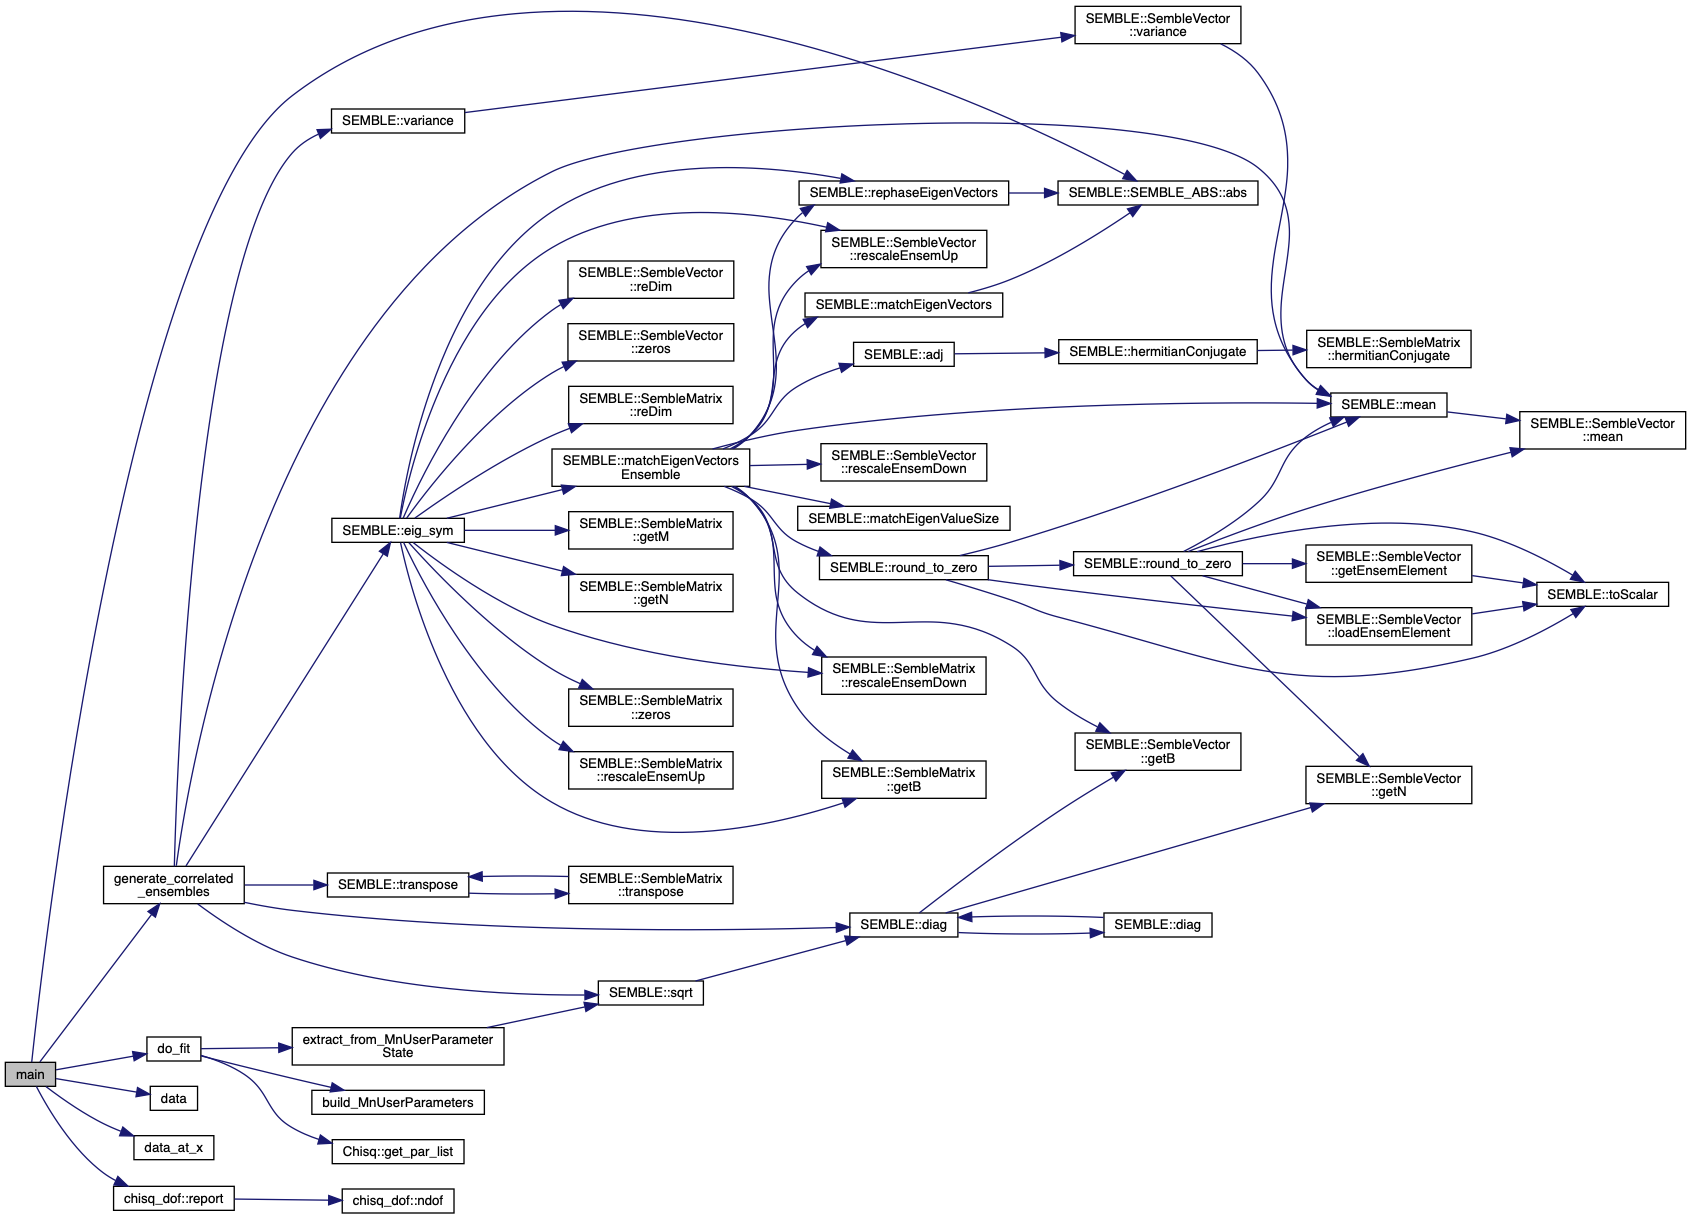 main
generate_correlated
_ensembles
do_fit
data
data_at_x
chisq_dof::report
SEMBLE::variance
SEMBLE::eig_sym
SEMBLE::transpose
extract_from_MnUserParameter
State
build_MnUserParameters
Chisq::get_par_list
chisq_dof::ndof
SEMBLE::SembleVector
::reDim
SEMBLE::SembleVector
::zeros
SEMBLE::SembleMatrix
::reDim
SEMBLE::matchEigenVectors
Ensemble
SEMBLE::SembleMatrix
::getM
SEMBLE::SembleMatrix
::getN
SEMBLE::SembleMatrix
::zeros
SEMBLE::SembleMatrix
::rescaleEnsemUp
SEMBLE::SembleMatrix
::transpose
SEMBLE::sqrt
SEMBLE::rephaseEigenVectors
SEMBLE::SembleVector
::rescaleEnsemUp
SEMBLE::matchEigenVectors
SEMBLE::adj
SEMBLE::SembleVector
::rescaleEnsemDown
SEMBLE::matchEigenValueSize
SEMBLE::round_to_zero
SEMBLE::SembleMatrix
::rescaleEnsemDown
SEMBLE::SembleMatrix
::getB
SEMBLE::diag
SEMBLE::SembleVector
::variance
SEMBLE::SEMBLE_ABS::abs
SEMBLE::hermitianConjugate
SEMBLE::round_to_zero
SEMBLE::SembleVector
::getB
SEMBLE::diag
SEMBLE::SembleMatrix
::hermitianConjugate
SEMBLE::mean
SEMBLE::SembleVector
::getEnsemElement
SEMBLE::SembleVector
::loadEnsemElement
SEMBLE::SembleVector
::getN
SEMBLE::SembleVector
::mean
SEMBLE::toScalar